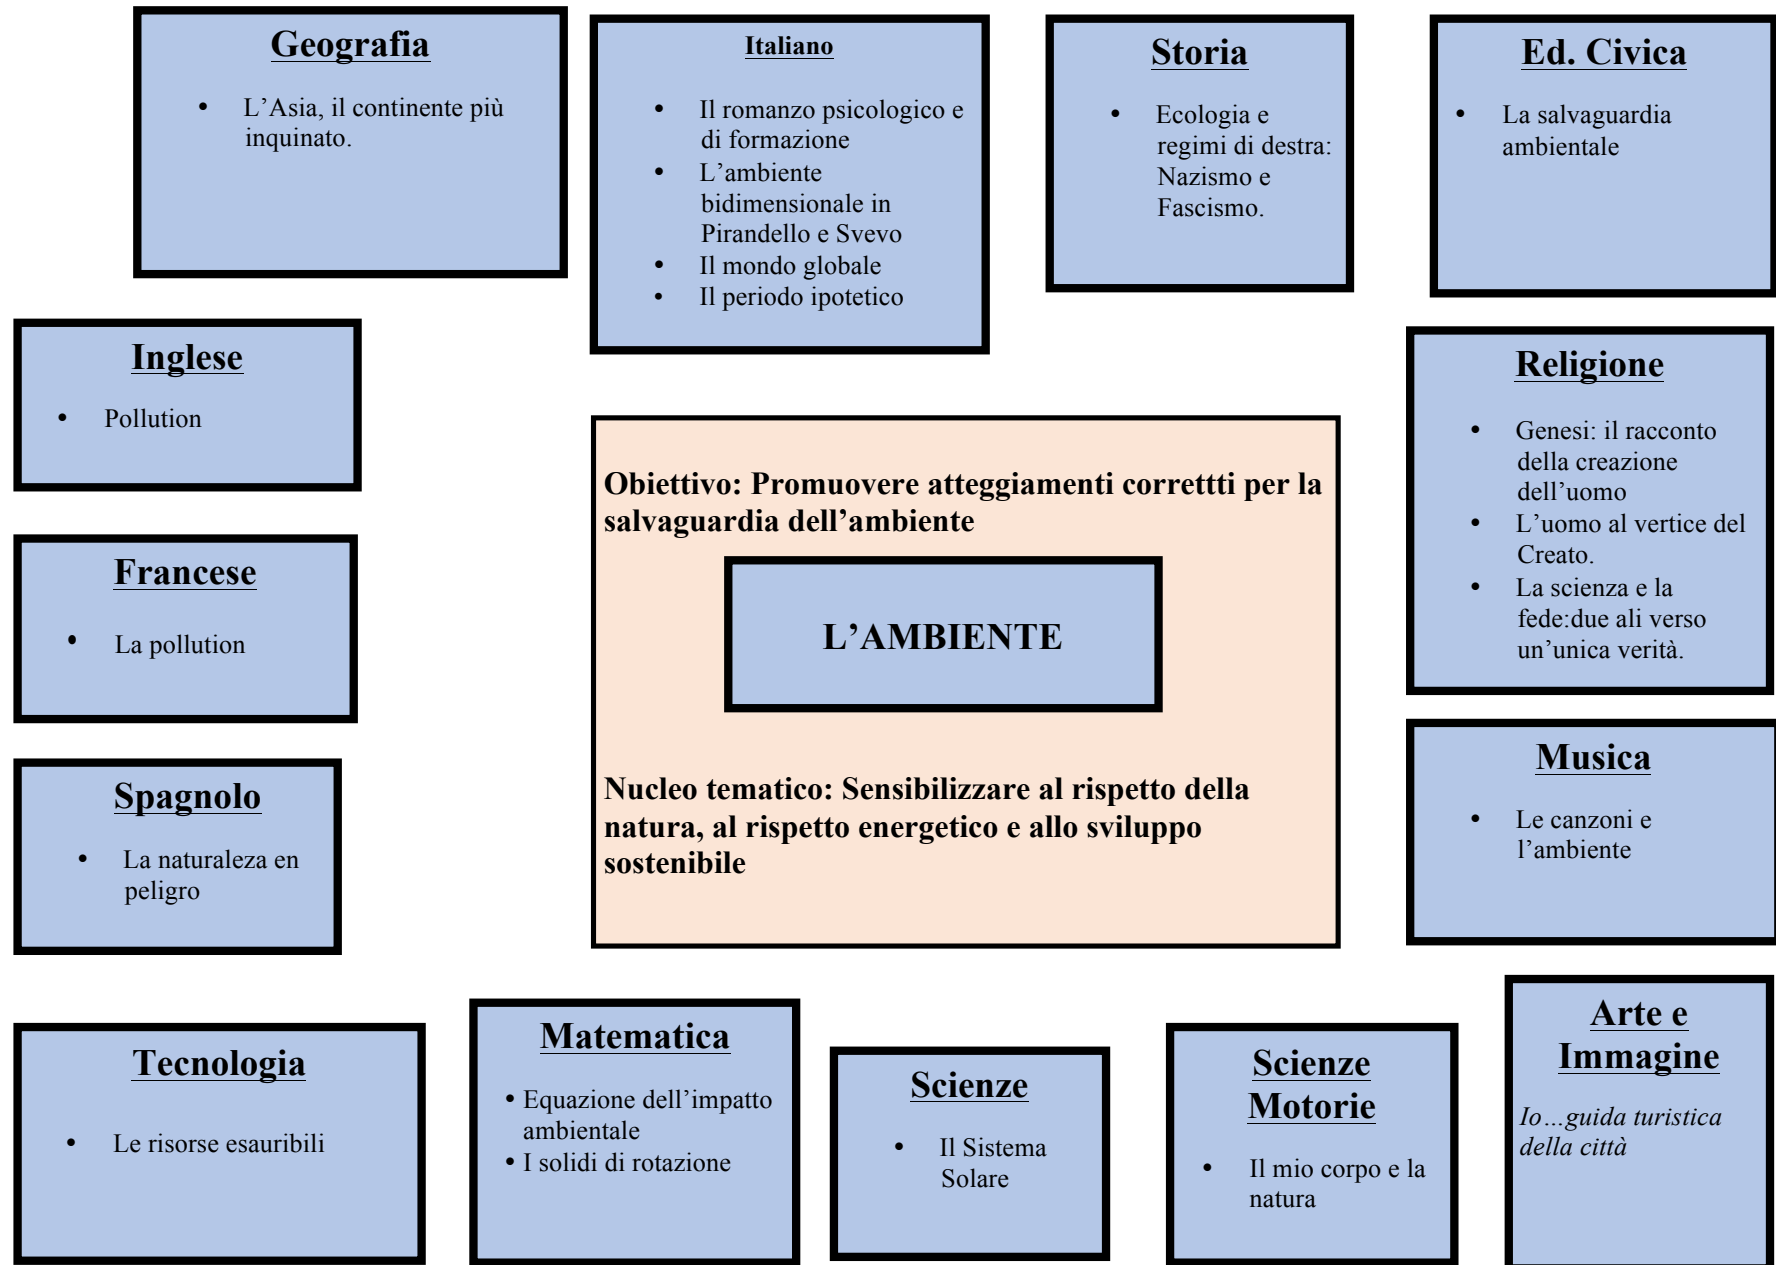 Geografia
• L’Asia, il continente più
inquinato.
Italiano
• Il romanzo psicologico e
di formazione
• L’ambiente
bidimensionale in
Pirandello e Svevo
• Il mondo globale
• Il periodo ipotetico
Storia
• Ecologia e
regimi di destra:
Nazismo e
Fascismo.
Ed. Civica
• La salvaguardia
ambientale
Inglese
• Pollution
Religione
• Genesi: il racconto
della creazione
dell’uomo
• L’uomo al vertice del
Creato.
• La scienza e la
fede:due ali verso
un’unica verità.
Obiettivo: Promuovere atteggiamenti correttti per la
salvaguardia dell’ambiente
L’AMBIENTE
Nucleo tematico: Sensibilizzare al rispetto della
natura, al rispetto energetico e allo sviluppo
sostenibile
Francese
• La pollution
Spagnolo
• La naturaleza en
peligro
Musica
• Le canzoni e
l’ambiente
Tecnologia
• Le risorse esauribili
Matematica
• Equazione dell’impatto
ambientale
• I solidi di rotazione
Scienze
• Il Sistema
Solare
Scienze
Motorie
• Il mio corpo e la
natura
Arte e
Immagine
Io…guida turistica
della città